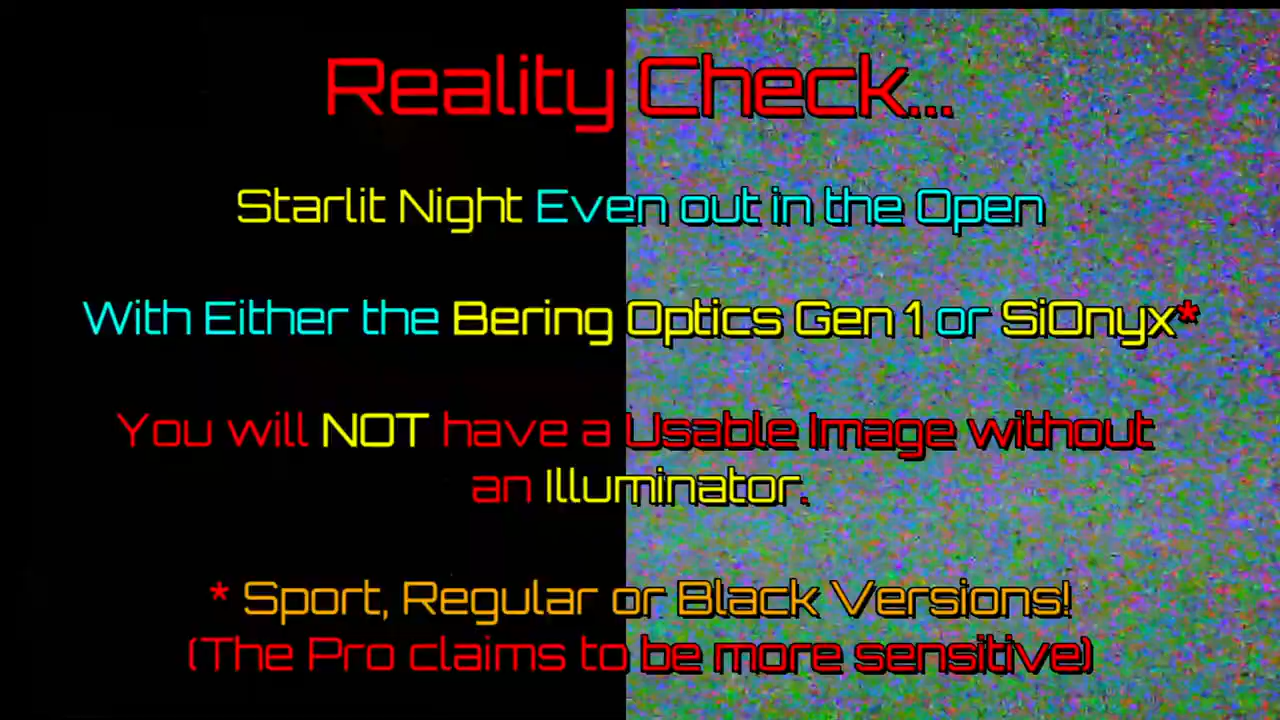 Reality Check...
Starlit Night Even out in the Open
With Either the Bering Optics Gen 1 or SiOnyx*
You will NOT have a Usable Image without
an Illuminator.
* Sport, Regular or Black Versions!
(The Pro claims to be more sensitive)